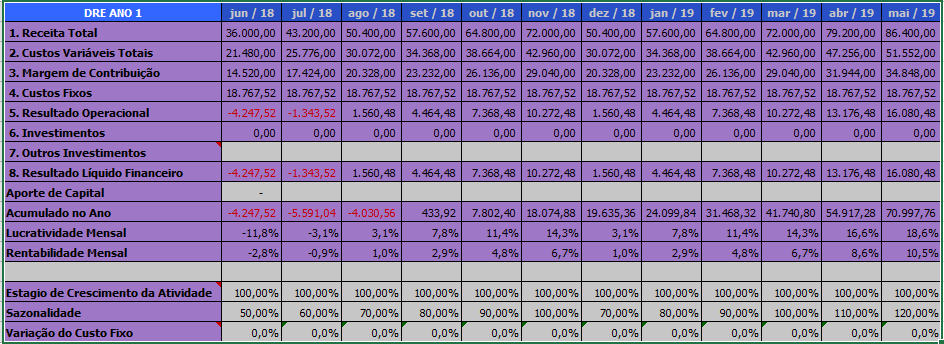 DRE ANO 1 jun / 18 jul / 18 ago / 18 set / 18 out / 18 nov / 18 dez / 18 jan / 19 fev / 19 mar / 19 abr / 19 mai / 19
1. Receita Total 36.000,00 43.200,00 50.400,00 57.600,00 64.800,00 72.000,00 50.400,00 57.600,00 64.800,00 72.000,00 79.200,00 86.400,00
2. Custos Variáveis Totais 21.480,00 25.776,00 30.072,00 34.368,00 38.664,00 42.960,00 30.072,00 34.368,00 38.664,00 42.960,00 47.256,00 51.552,00
3. Margem de Contribuição 14.520,00 17.424,00 20.328,00 23.232,00 26.136,00 29.040,00 20.328,00 23.232,00 26.136,00 29.040,00 31.944,00 34.848,00
4. Custos Fixos 18.767,52 18.767,52 18.767,52 18.767,52 18.767,52 18.767,52 18.767,52 18.767,52 18.767,52 18.767,52 18.767,52 18.767,52
5. Resultado Operacional -4.247,52 -1.343,52 1.560,48 4.464,48 7.368,48 10.272,48 1.560,48 4.464,48 7.368,48 10.272,48 13.176,48 16.080,48
6. Investimentos 0,00 0,00 0,00 0,00 0,00 0,00 0,00 0,00 0,00 0,00 0,00 0,00
7. Outros Investimentos
8. Resultado Líquido Financeiro -4.247,52 -1.343,52 1.560,48 4.464,48 7.368,48 10.272,48 1.560,48 4.464,48 7.368,48 10.272,48 13.176,48 16.080,48
Aporte de Capital -
Acumulado no Ano -4.247,52 -5.591,04 -4.030,56 433,92 7.802,40 18.074,88 19.635,36 24.099,84 31.468,32 41.740,80 54.917,28 70.997,76
Lucratividade Mensal -11,8% -3,1% 3,1% 7,8% 11,4% 14,3% 3,1% 7,8% 11,4% 14,3% 16,6% 18,6%
Rentabilidade Mensal -2,8% -0,9% 1,0% 2,9% 4,8% 6,7% 1,0% 2,9% 4,8% 6,7% 8,6% 10,5%
Estagio de Crescimento da Atividade 100,00% 100,00% 100,00% 100,00% 100,00% 100,00% 100,00% 100,00% 100,00% 100,00% 100,00% 100,00%
Sazonalidade 50,00% 60,00% 70,00% 80,00% 90,00% 100,00% 70,00% 80,00% 90,00% 100,00% 110,00% 120,00%
Variação do Custo Fixo 0,0% 0,0% 0,0% 0,0% 0,0% 0,0% 0,0% 0,0% 0,0% 0,0% 0,0% 0,0%